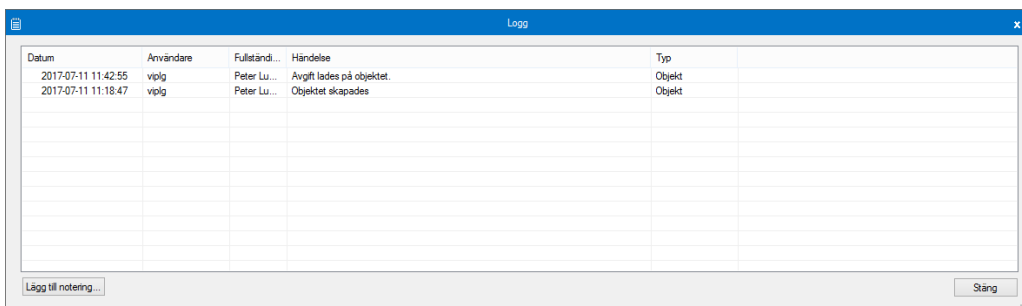 Logg x
Datum Användare Fullständi... Händelse Typ
2017-07-11 11:42:55 viplg Peter Lu... Avgift lades på objektet. Objekt
2017-07-11 11:18:47 viplg Peter Lu... Objektet skapades Objekt
Lägg till notering... Stäng